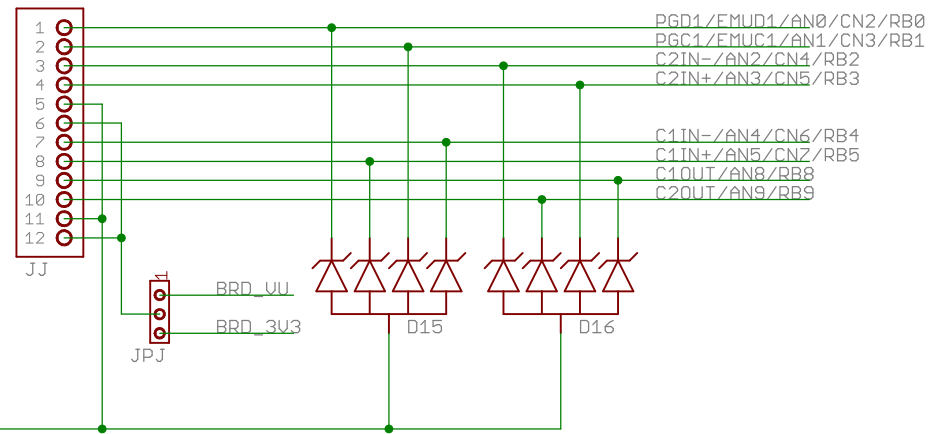 1 PGD1/EMUD1/AN0/CN2/RB0
2 PGC1/EMUC1/AN1/CN3/RB1
3 C2IN-/AN2/CN4/RB2
4 C2IN+/AN3/CN5/RB3
5
6
7 C1IN-/AN4/CN6/RB4
8 C1IN+/AN5/CN7/RB5
9 C1OUT/AN8/RB8
10 C2OUT/AN9/RB9
11
12
JJ
1
BRD_VU
BRD_3V3
JPJ
D15
D16